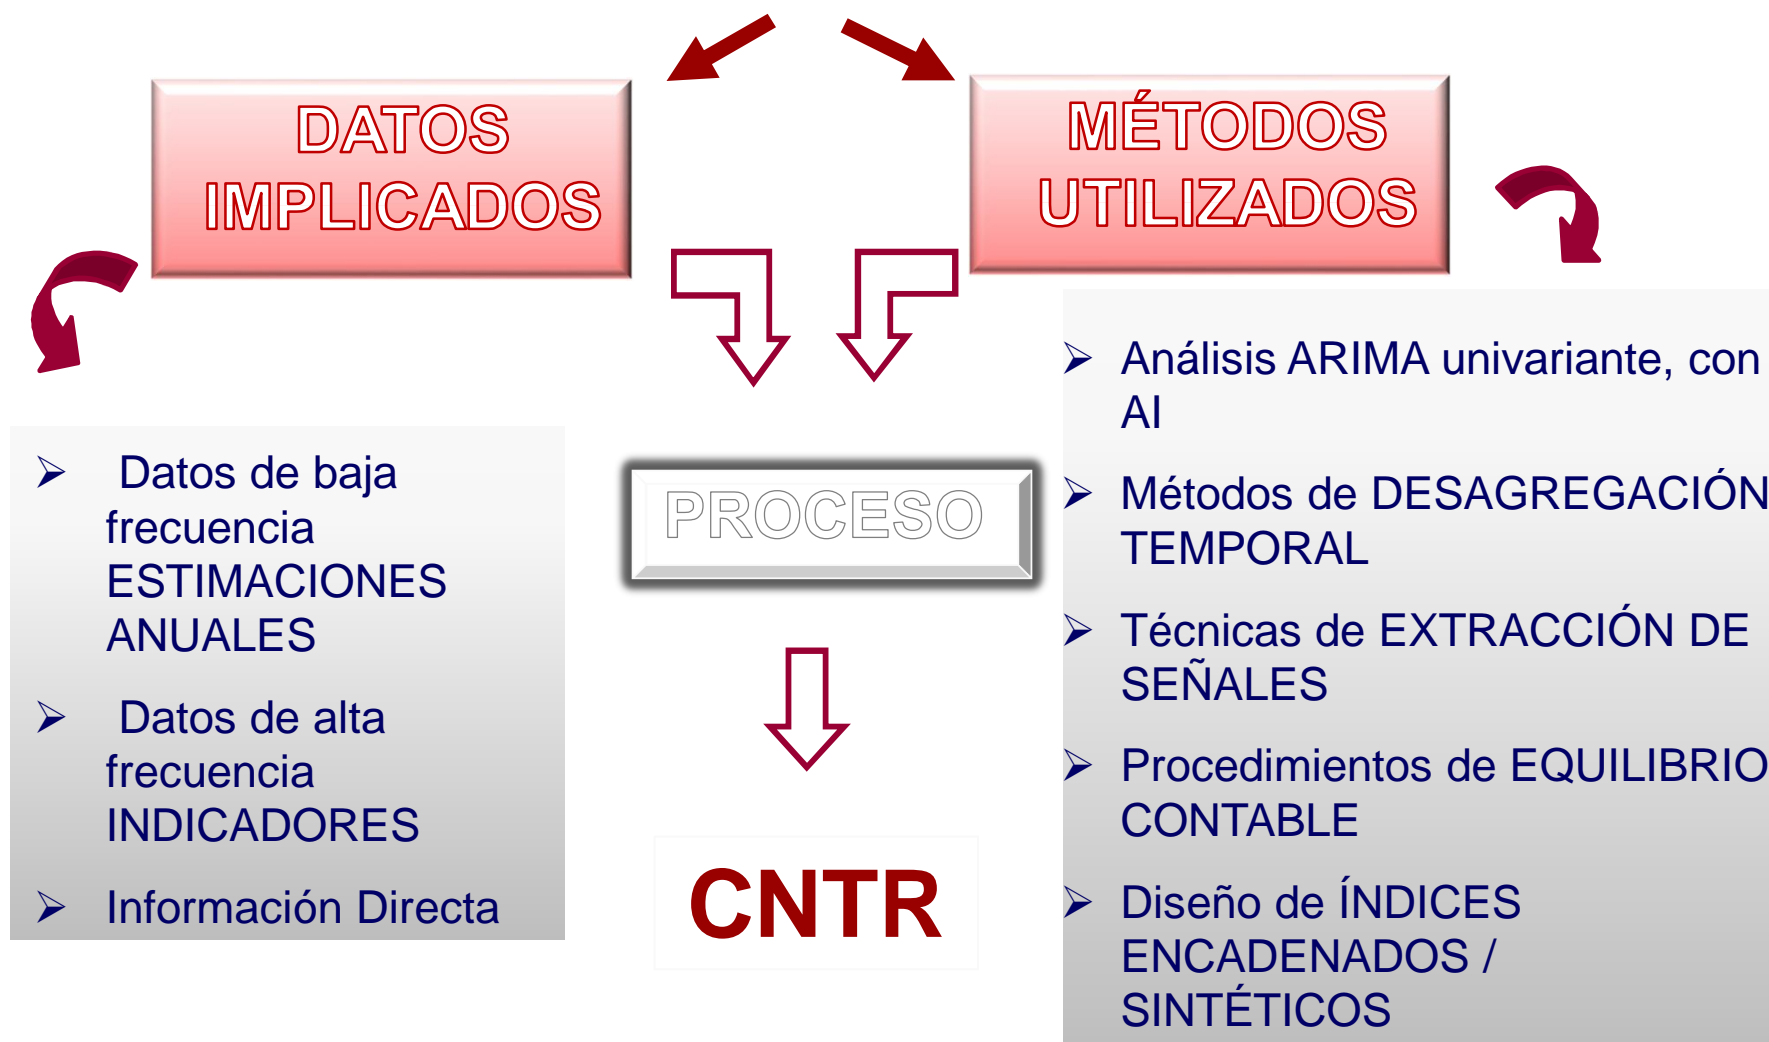 DATOS
IMPLICADOS
MÉTODOS
UTILIZADOS
➢ Datos de baja
frecuencia
ESTIMACIONES
ANUALES
➢ Datos de alta
frecuencia
INDICADORES
➢ Información Directa
PROCESO
CNTR
➢ Análisis ARIMA univariante, con
AI
➢ Métodos de DESAGREGACIÓN
TEMPORAL
➢ Técnicas de EXTRACCIÓN DE
SEÑALES
➢ Procedimientos de EQUILIBRIO
CONTABLE
➢ Diseño de ÍNDICES
ENCADENADOS /
SINTÉTICOS